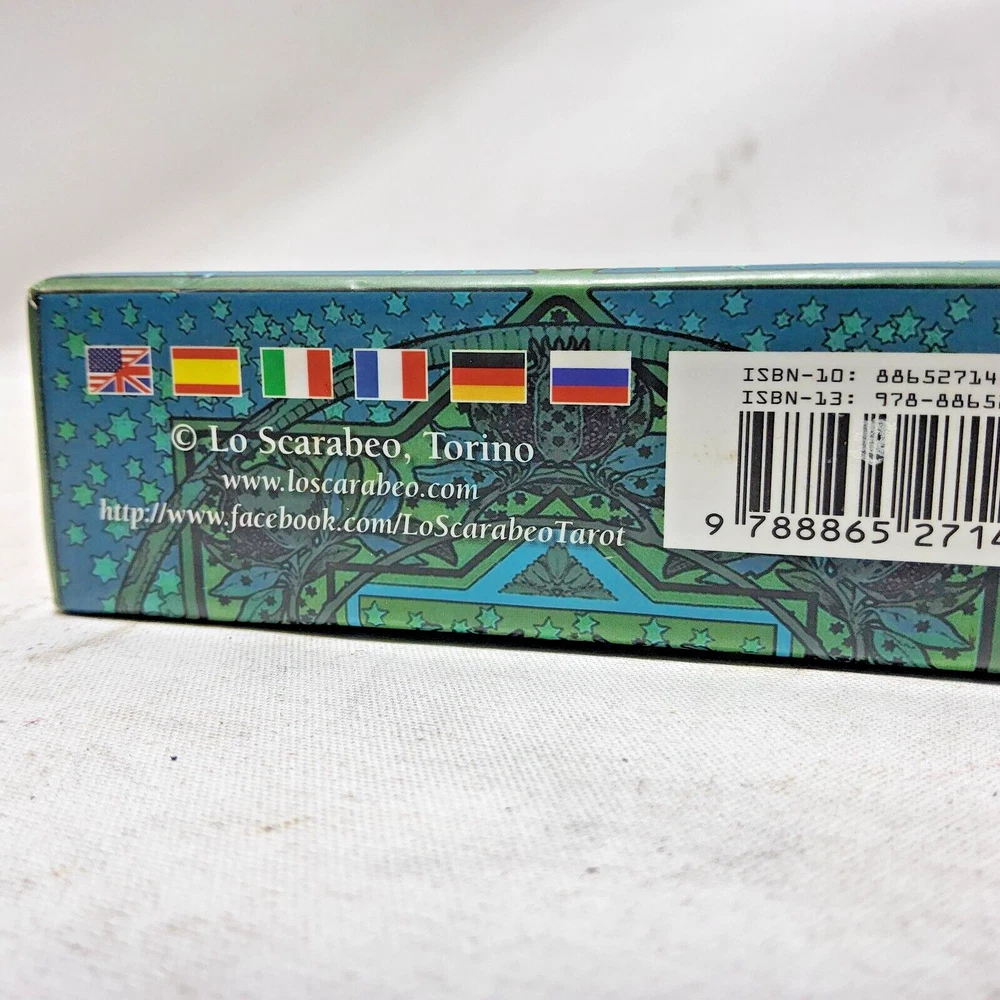 © Lo Scarabeo, Torino
www.loscarabeo.com
http://www.facebook.com/LoScarabeoTarot
ISBN-10: 88652714
ISBN-13: 978-8865
9 788865 2714